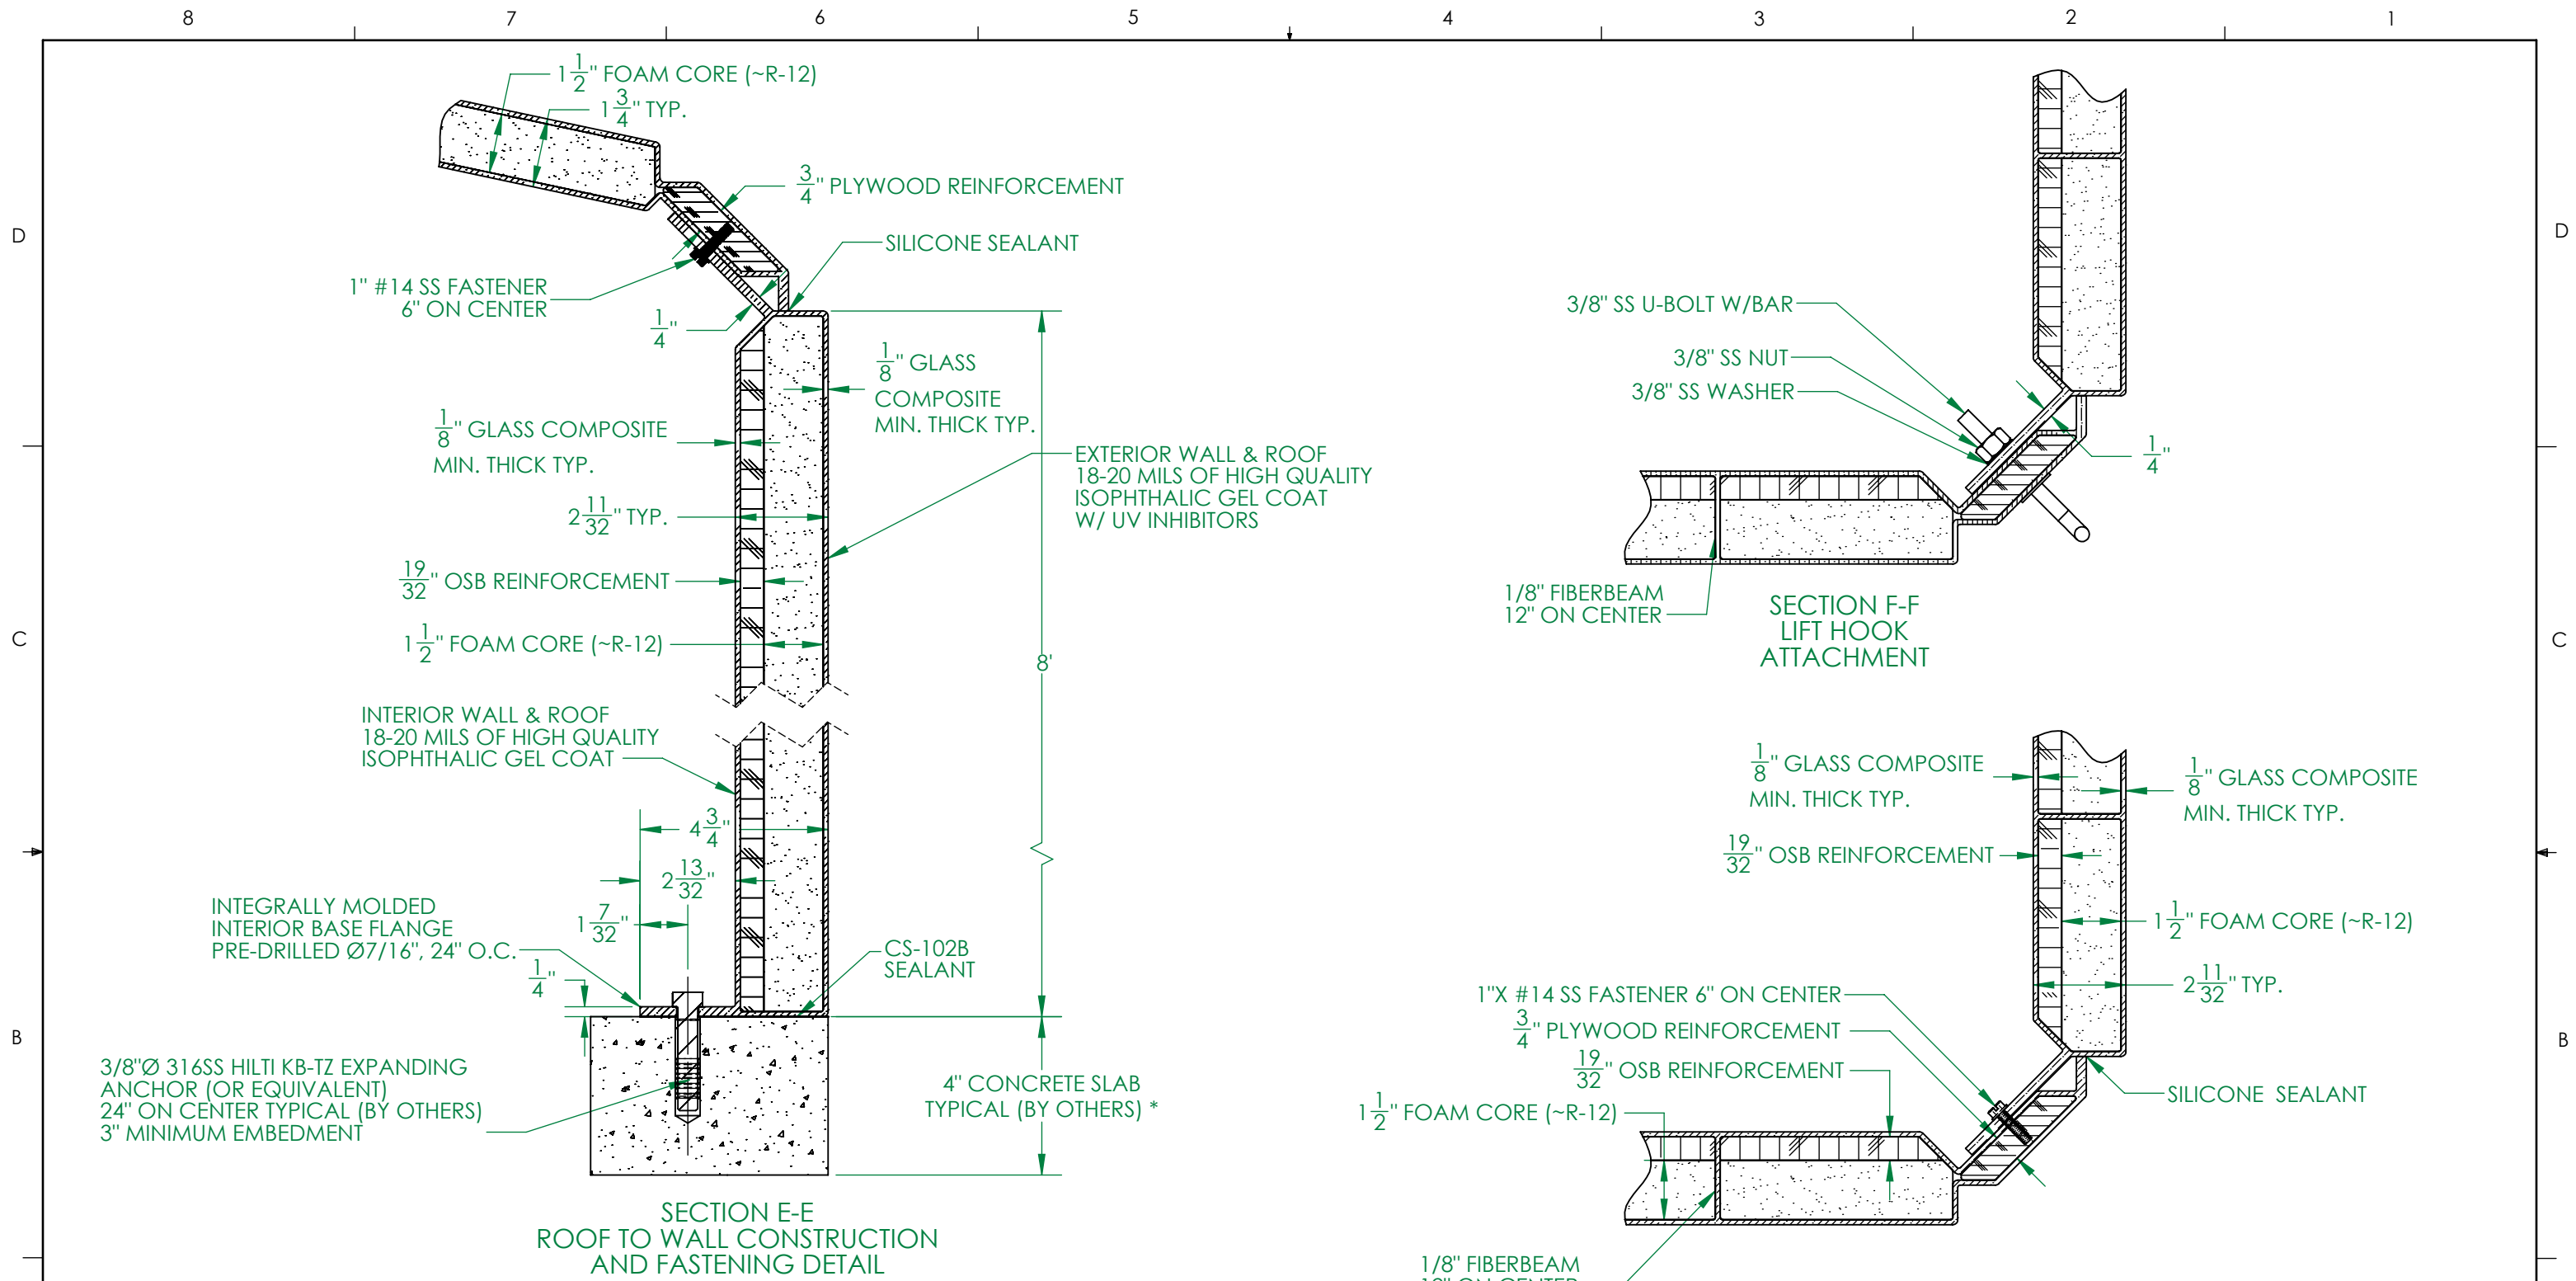 8 7 6 5 4 3 2 1
D
D
C
C
B
B
1 1/2" FOAM CORE (~R-12)
1 3/4" TYP.
3/4" PLYWOOD REINFORCEMENT
SILICONE SEALANT
1" #14 SS FASTENER
6" ON CENTER
1/4"
1/8" GLASS
COMPOSITE
MIN. THICK TYP.
1/8" GLASS COMPOSITE
MIN. THICK TYP.
EXTERIOR WALL & ROOF
18-20 MILS OF HIGH QUALITY
ISOPHTHALIC GEL COAT
W/ UV INHIBITORS
2 11/32" TYP.
19/32" OSB REINFORCEMENT
1 1/2" FOAM CORE (~R-12)
8'
INTERIOR WALL & ROOF
18-20 MILS OF HIGH QUALITY
ISOPHTHALIC GEL COAT
4 3/4"
2 13/32"
1 7/32"
INTEGRALLY MOLDED
INTERIOR BASE FLANGE
PRE-DRILLED Ø7/16", 24" O.C.
1/4"
CS-102B
SEALANT
3/8"Ø 316SS HILTI KB-TZ EXPANDING
ANCHOR (OR EQUIVALENT)
24" ON CENTER TYPICAL (BY OTHERS)
3" MINIMUM EMBEDMENT
4" CONCRETE SLAB
TYPICAL (BY OTHERS) *
SECTION E-E
ROOF TO WALL CONSTRUCTION
AND FASTENING DETAIL
3/8" SS U-BOLT W/BAR
3/8" SS NUT
3/8" SS WASHER
1/4"
1/8" FIBERBEAM
12" ON CENTER
SECTION F-F
LIFT HOOK
ATTACHMENT
1/8" GLASS COMPOSITE
MIN. THICK TYP.
1/8" GLASS COMPOSITE
MIN. THICK TYP.
19/32" OSB REINFORCEMENT
1 1/2" FOAM CORE (~R-12)
2 11/32" TYP.
1"X #14 SS FASTENER 6" ON CENTER
3/4" PLYWOOD REINFORCEMENT
19/32" OSB REINFORCEMENT
1 1/2" FOAM CORE (~R-12)
SILICONE SEALANT
1/8" FIBERBEAM